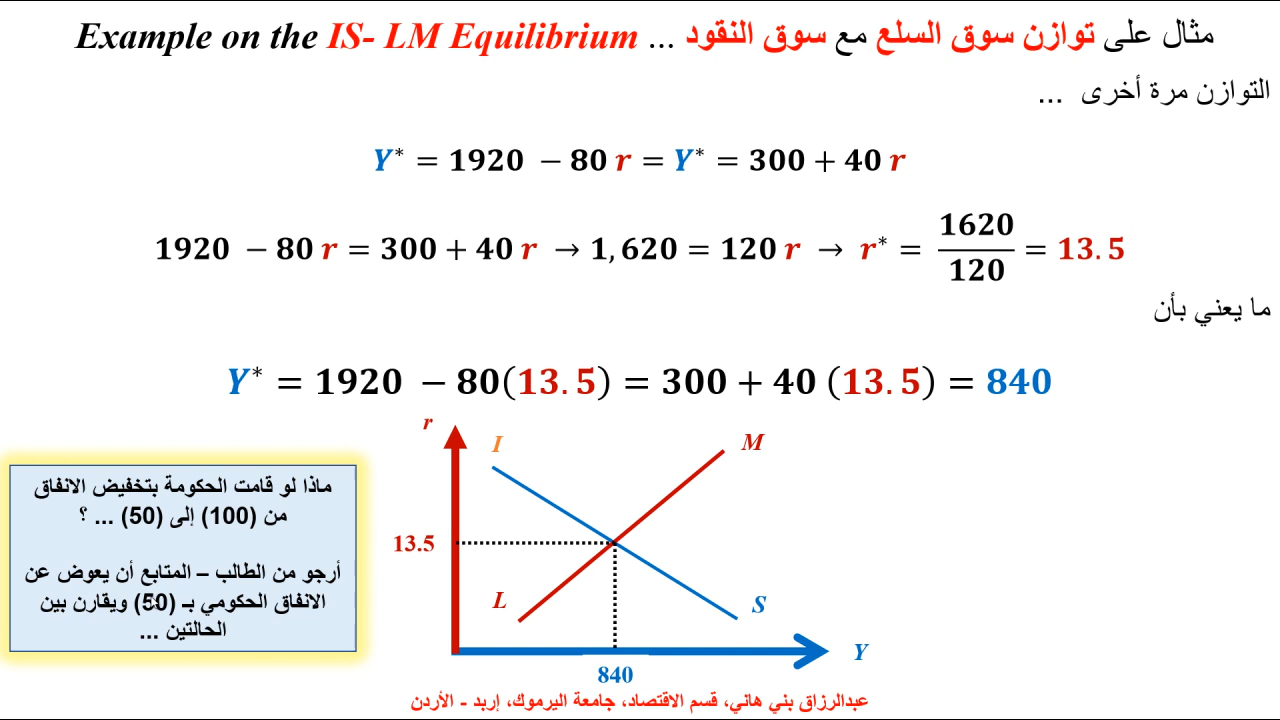 مثال على توازن سوق السلع مع سوق النقود ... Example on the IS- LM Equilibrium
التوازن مرة أخرى ...
Y* = 1920 − 80 r = Y* = 300 + 40 r
1920 − 80 r = 300 + 40 r → 1,620 = 120 r → r* = 1620/120 = 13.5
ما يعني بأن
Y* = 1920 − 80(13.5) = 300 + 40 (13.5) = 840
r
I
M
13.5
L
S
Y
840
ماذا لو قامت الحكومة بتخفيض الانفاق
من (100) إلى (50) ... ؟
أرجو من الطالب – المتابع أن يعوض عن
الانفاق الحكومي بـ (50) ويقارن بين
الحالتين ...
عبدالرزاق بني هاني، قسم الاقتصاد، جامعة اليرموك، إربد - الأردن